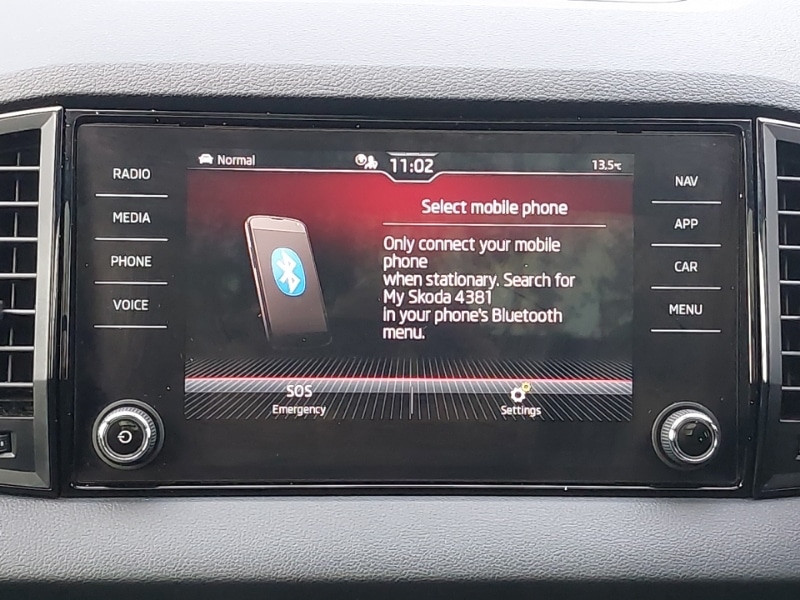 Normal 11:02 13,5°C
RADIO
MEDIA
PHONE
VOICE
Select mobile phone
Only connect your mobile
phone
when stationary. Search for
My Skoda 4381
in your phone's Bluetooth
menu.
SOS
Emergency
Settings
NAV
APP
CAR
MENU